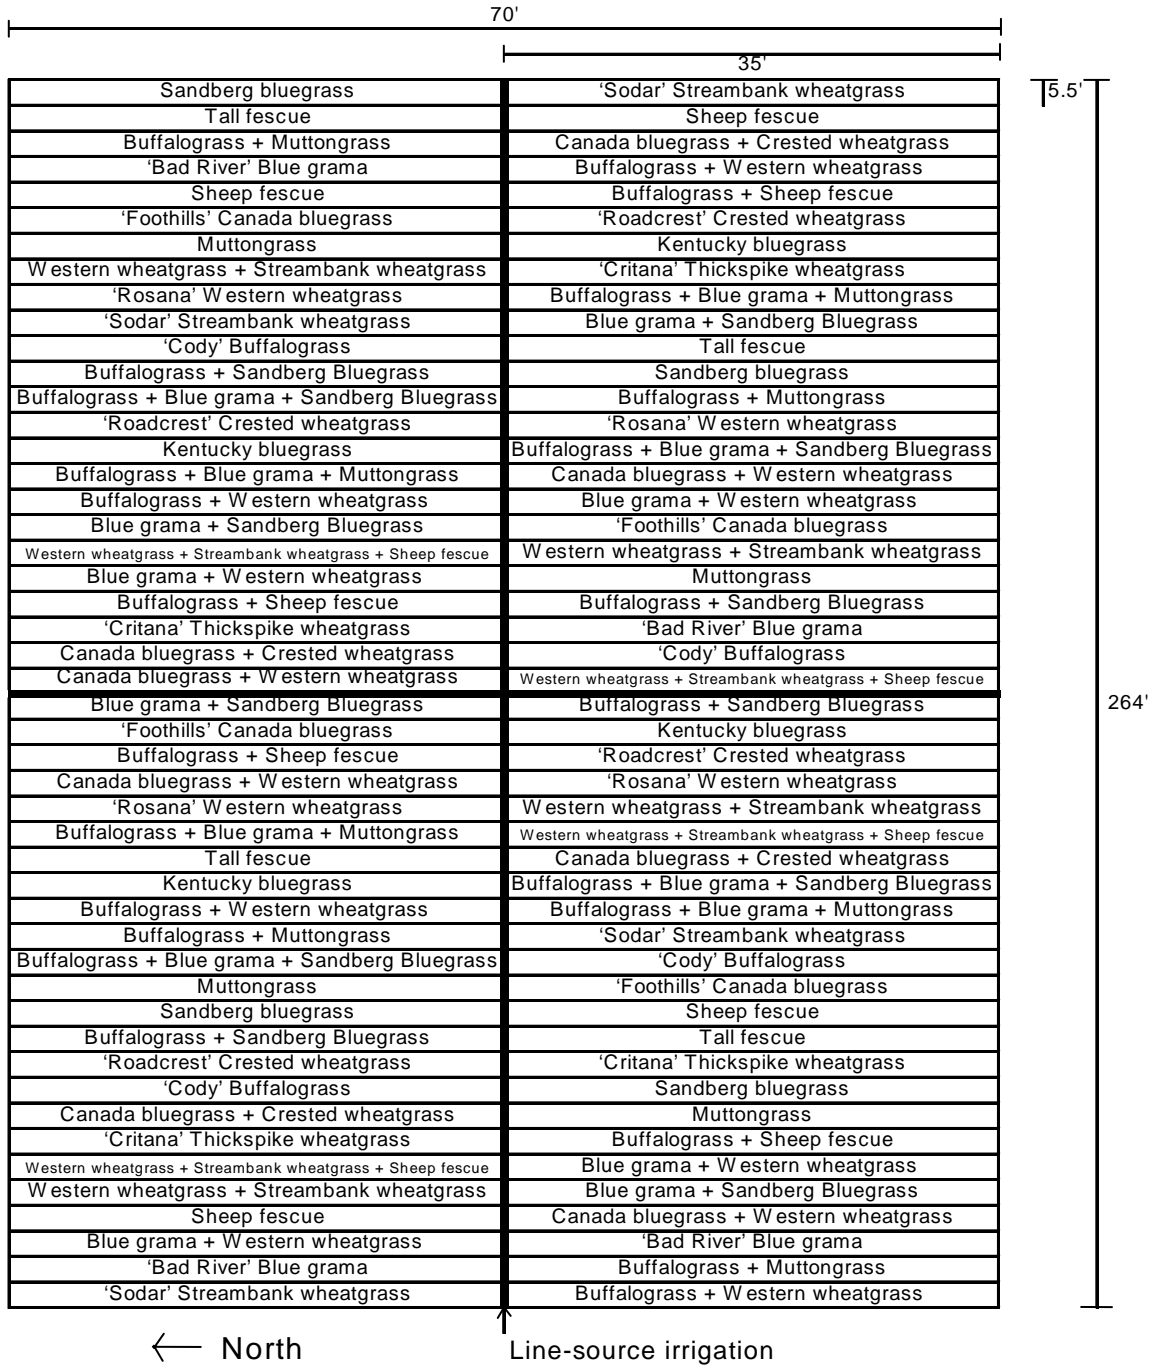 70'
35'
5.5'
Sandberg bluegrass
‘Sodar’ Streambank wheatgrass
Tall fescue
Sheep fescue
Buffalograss + Muttongrass
Canada bluegrass + Crested wheatgrass
‘Bad River’ Blue grama
Buffalograss + Western wheatgrass
Sheep fescue
Buffalograss + Sheep fescue
‘Foothills’ Canada bluegrass
‘Roadcrest’ Crested wheatgrass
Muttongrass
Kentucky bluegrass
Western wheatgrass + Streambank wheatgrass
‘Critana’ Thickspike wheatgrass
‘Rosana’ Western wheatgrass
Buffalograss + Blue grama + Muttongrass
‘Sodar’ Streambank wheatgrass
Blue grama + Sandberg Bluegrass
‘Cody’ Buffalograss
Tall fescue
Buffalograss + Sandberg Bluegrass
Sandberg bluegrass
Buffalograss + Blue grama + Sandberg Bluegrass
Buffalograss + Muttongrass
‘Roadcrest’ Crested wheatgrass
‘Rosana’ Western wheatgrass
Kentucky bluegrass
Buffalograss + Blue grama + Sandberg Bluegrass
Buffalograss + Blue grama + Muttongrass
Canada bluegrass + Western wheatgrass
Buffalograss + Western wheatgrass
Blue grama + Western wheatgrass
Blue grama + Sandberg Bluegrass
‘Foothills’ Canada bluegrass
Western wheatgrass + Streambank wheatgrass + Sheep fescue
Western wheatgrass + Streambank wheatgrass
Blue grama + Western wheatgrass
Muttongrass
Buffalograss + Sheep fescue
Buffalograss + Sandberg Bluegrass
‘Critana’ Thickspike wheatgrass
‘Bad River’ Blue grama
Canada bluegrass + Crested wheatgrass
‘Cody’ Buffalograss
Canada bluegrass + Western wheatgrass
Western wheatgrass + Streambank wheatgrass + Sheep fescue
Blue grama + Sandberg Bluegrass
Buffalograss + Sandberg Bluegrass
264'
‘Foothills’ Canada bluegrass
Kentucky bluegrass
Buffalograss + Sheep fescue
‘Roadcrest’ Crested wheatgrass
Canada bluegrass + Western wheatgrass
‘Rosana’ Western wheatgrass
‘Rosana’ Western wheatgrass
Western wheatgrass + Streambank wheatgrass
Buffalograss + Blue grama + Muttongrass
Western wheatgrass + Streambank wheatgrass + Sheep fescue
Tall fescue
Canada bluegrass + Crested wheatgrass
Kentucky bluegrass
Buffalograss + Blue grama + Sandberg Bluegrass
Buffalograss + Western wheatgrass
Buffalograss + Blue grama + Muttongrass
Buffalograss + Muttongrass
‘Sodar’ Streambank wheatgrass
Buffalograss + Blue grama + Sandberg Bluegrass
‘Cody’ Buffalograss
Muttongrass
‘Foothills’ Canada bluegrass
Sandberg bluegrass
Sheep fescue
Buffalograss + Sandberg Bluegrass
Tall fescue
‘Roadcrest’ Crested wheatgrass
‘Critana’ Thickspike wheatgrass
‘Cody’ Buffalograss
Sandberg bluegrass
Canada bluegrass + Crested wheatgrass
Muttongrass
‘Critana’ Thickspike wheatgrass
Buffalograss + Sheep fescue
Western wheatgrass + Streambank wheatgrass + Sheep fescue
Blue grama + Western wheatgrass
Western wheatgrass + Streambank wheatgrass
Blue grama + Sandberg Bluegrass
Sheep fescue
Canada bluegrass + Western wheatgrass
Blue grama + Western wheatgrass
‘Bad River’ Blue grama
‘Bad River’ Blue grama
Buffalograss + Muttongrass
‘Sodar’ Streambank wheatgrass
Buffalograss + Western wheatgrass
North
Line-source irrigation